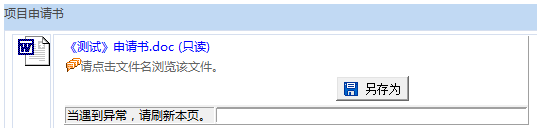 项目申请书
《测试》申请书.doc (只读)
请点击文件名浏览该文件。
另存为
当遇到异常，请刷新本页。